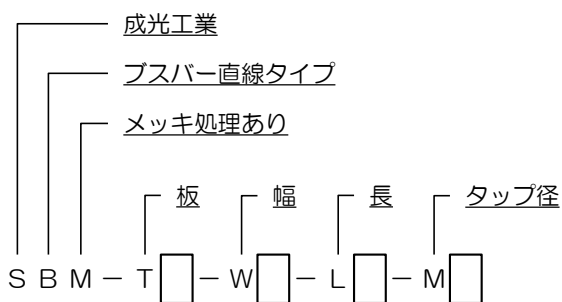 成光工業
ブスバー直線タイプ
メッキ処理あり
板 幅 長 タップ径
SBM-T□-W□-L□-M□